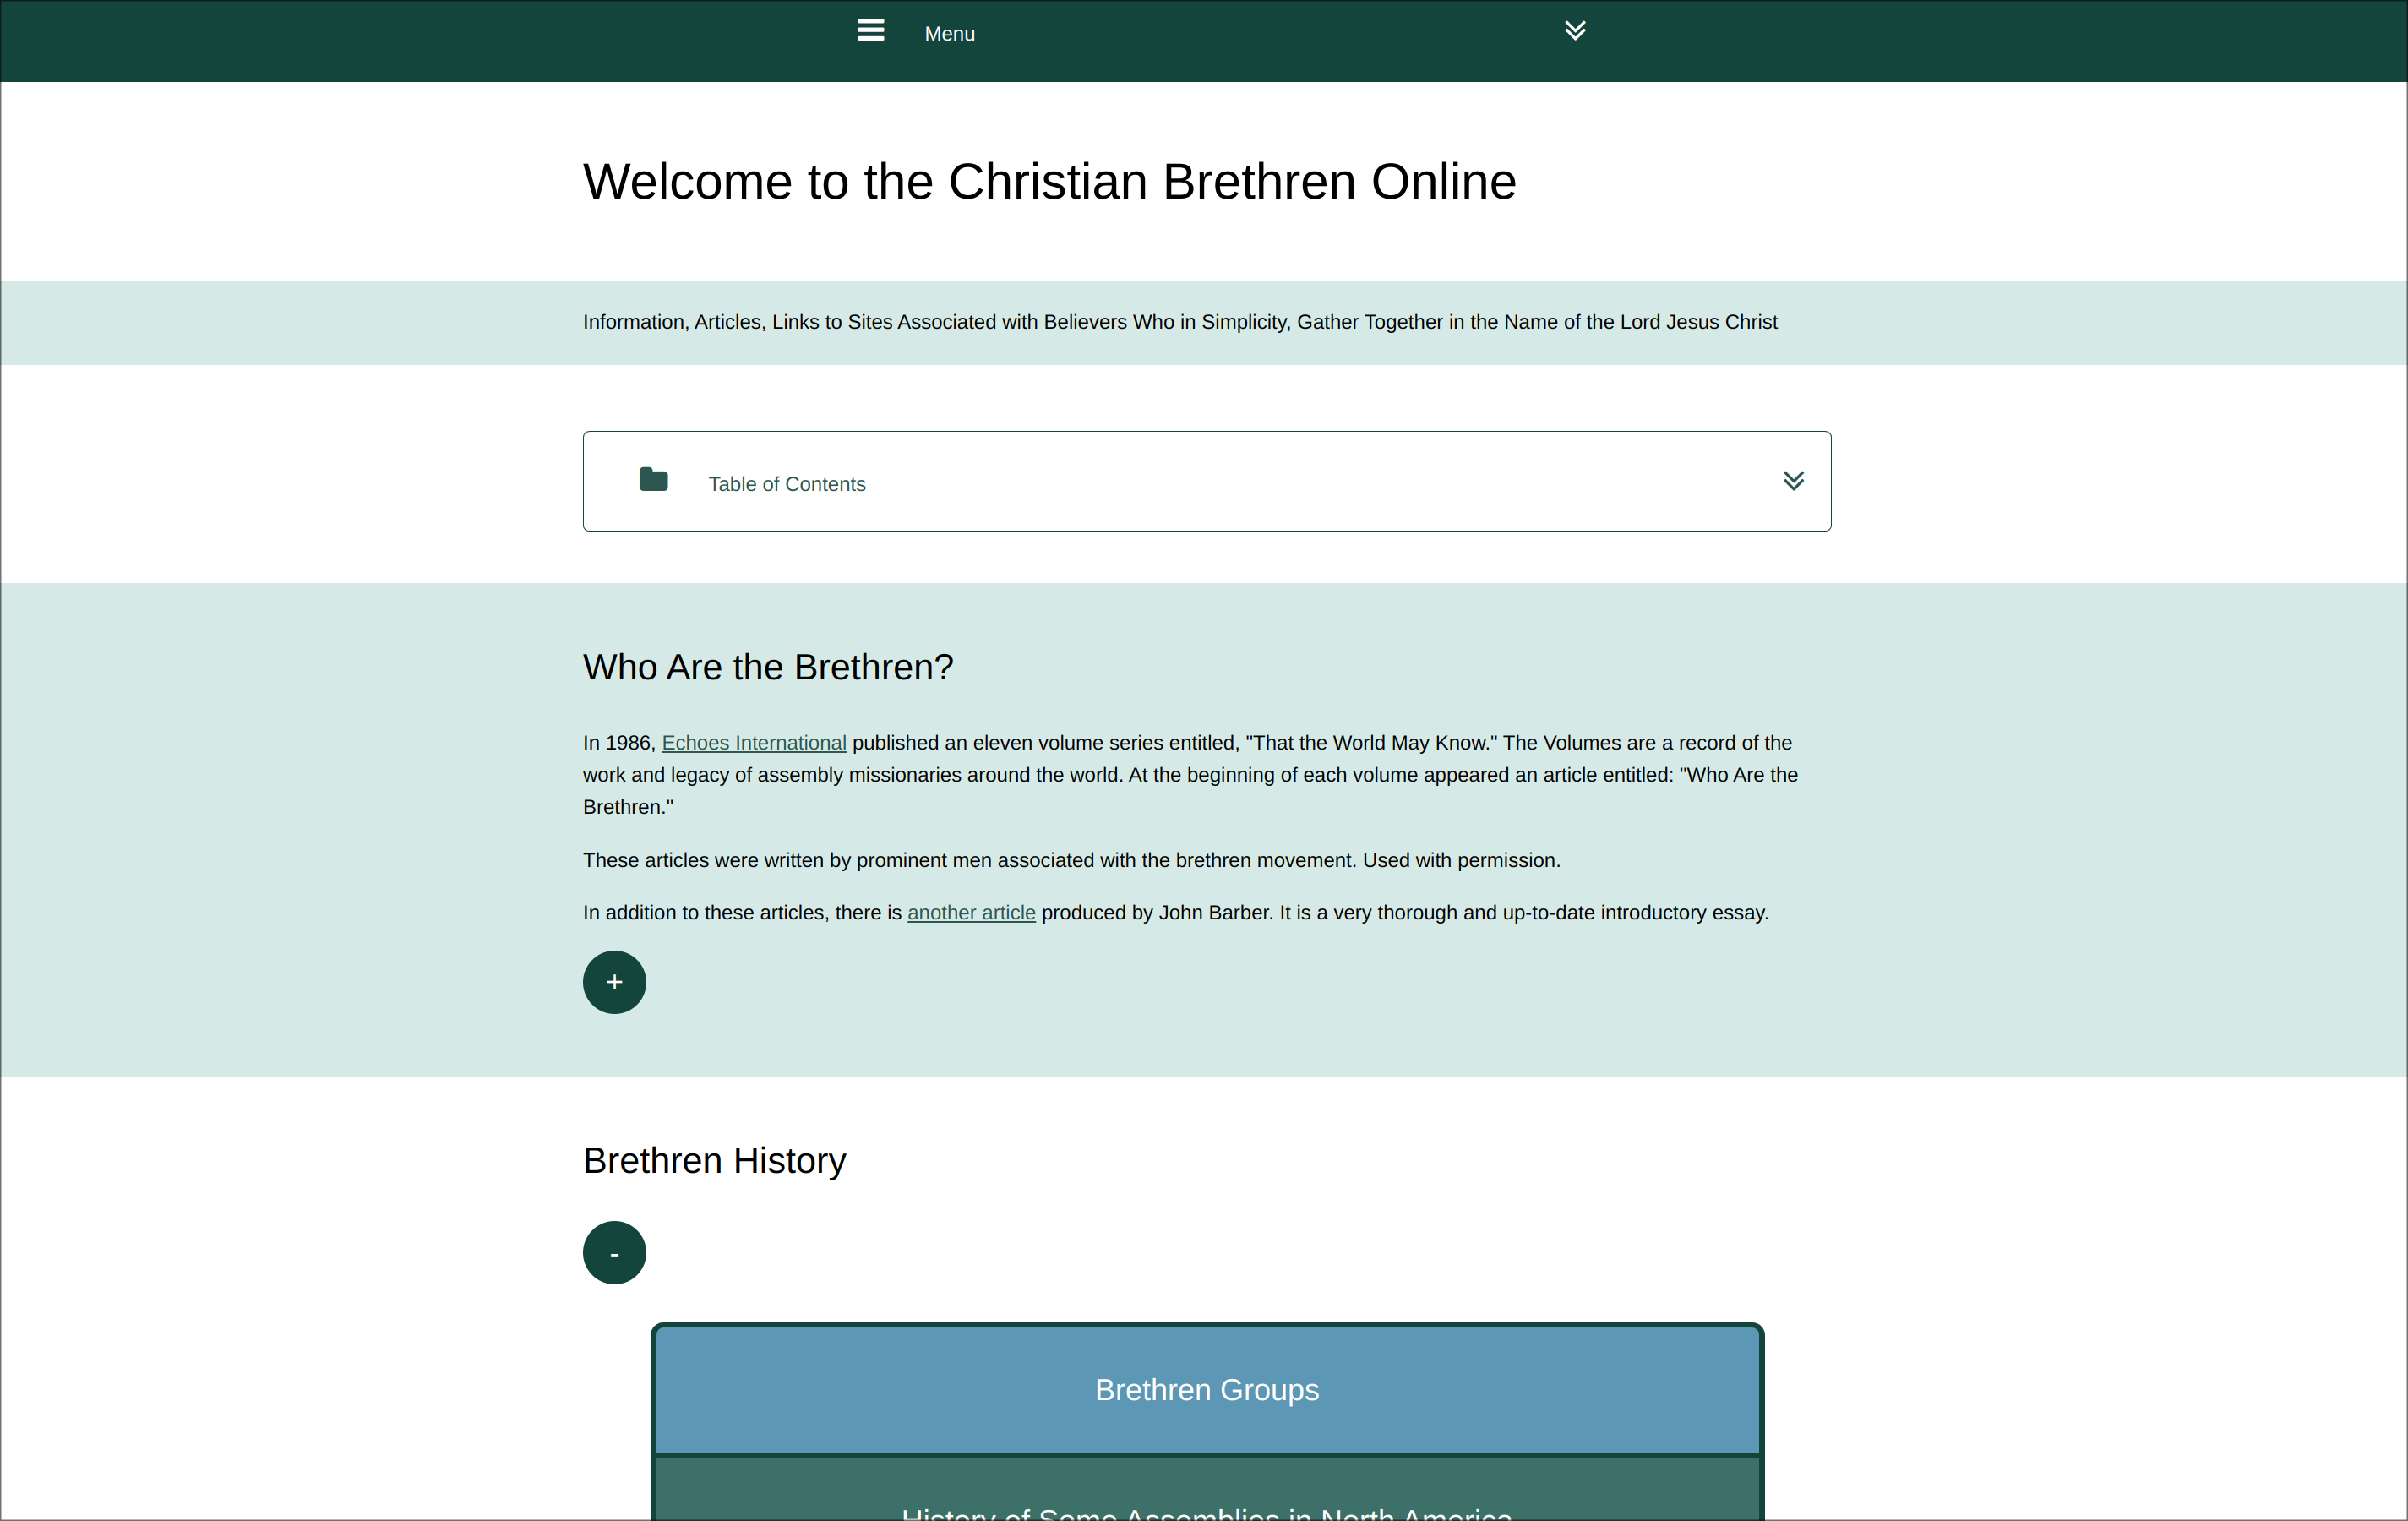 Menu
Welcome to the Christian Brethren Online
Information, Articles, Links to Sites Associated with Believers Who in Simplicity, Gather Together in the Name of the Lord Jesus Christ
Table of Contents
Who Are the Brethren?
In 1986, Echoes International published an eleven volume series entitled, "That the World May Know." The Volumes are a record of the
work and legacy of assembly missionaries around the world. At the beginning of each volume appeared an article entitled: "Who Are the
Brethren."
These articles were written by prominent men associated with the brethren movement. Used with permission.
In addition to these articles, there is another article produced by John Barber. It is a very thorough and up-to-date introductory essay.
+
Brethren History
-
Brethren Groups
History of Some Assemblies in North America